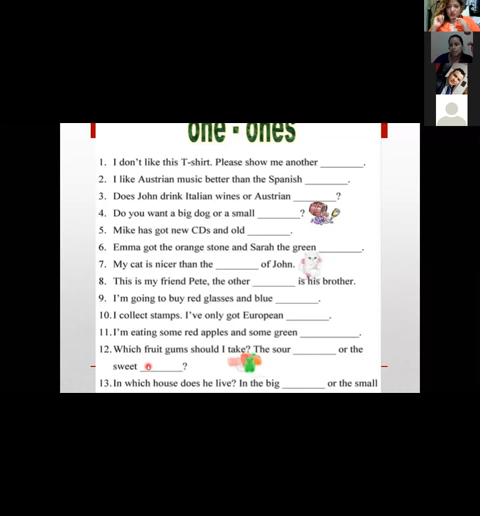 one - ones
1. I don't like this T-shirt. Please show me another ________.
2. I like Austrian music better than the Spanish ________.
3. Does John drink Italian wines or Austrian ________?
4. Do you want a big dog or a small ________?
5. Mike has got new CDs and old ________.
6. Emma got the orange stone and Sarah the green ________.
7. My cat is nicer than the ________ of John.
8. This is my friend Pete, the other ________ is his brother.
9. I'm going to buy red glasses and blue ________.
10. I collect stamps. I've only got European ________.
11. I'm eating some red apples and some green ________.
12. Which fruit gums should I take? The sour ________ or the
sweet ________?
13. In which house does he live? In the big ________ or the small